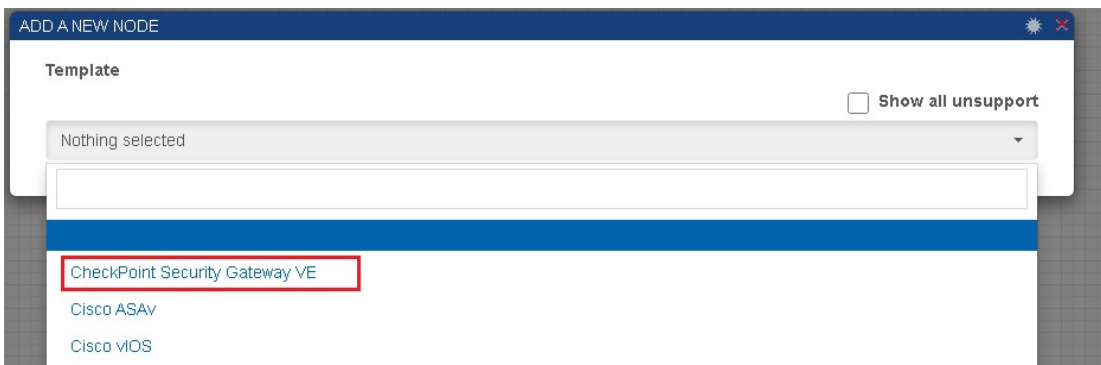 ADD A NEW NODE
Template
Show all unsupport
Nothing selected
CheckPoint Security Gateway VE
Cisco ASAv
Cisco vIOS